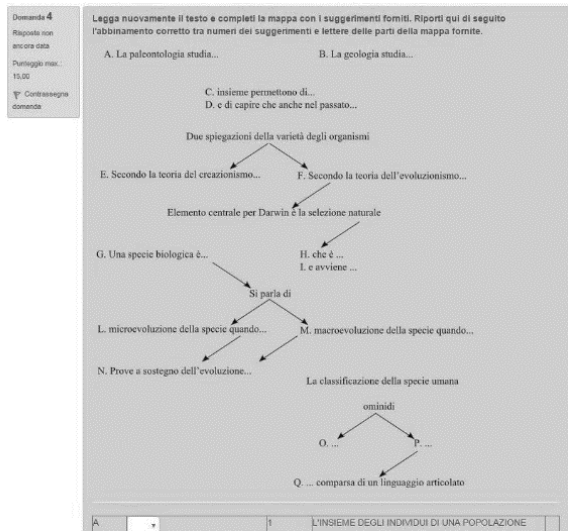 Domanda 4
Risposta non
ancora data
Punteggio max.:
15,00
Contrassegna
domanda
Legga nuovamente il testo e completi la mappa con i suggerimenti forniti. Riporti qui di seguito
l'abbinamento corretto tra numeri dei suggerimenti e lettere delle parti della mappa fornite.
A. La paleontologia studia... B. La geologia studia...
C. insieme permettono di...
D. e di capire che anche nel passato...
Due spiegazioni della varietà degli organismi
E. Secondo la teoria del creazionismo... F. Secondo la teoria dell'evoluzionismo...
Elemento centrale per Darwin è la selezione naturale
G. Una specie biologica è... H. che è ...
I. e avviene ...
Si parla di
L. microevoluzione della specie quando... M. macroevoluzione della specie quando...
N. Prove a sostegno dell'evoluzione...
La classificazione della specie umana
ominidi
O. ... P. ...
Q. ... comparsa di un linguaggio articolato
A 1 L'INSIEME DEGLI INDIVIDUI DI UNA POPOLAZIONE